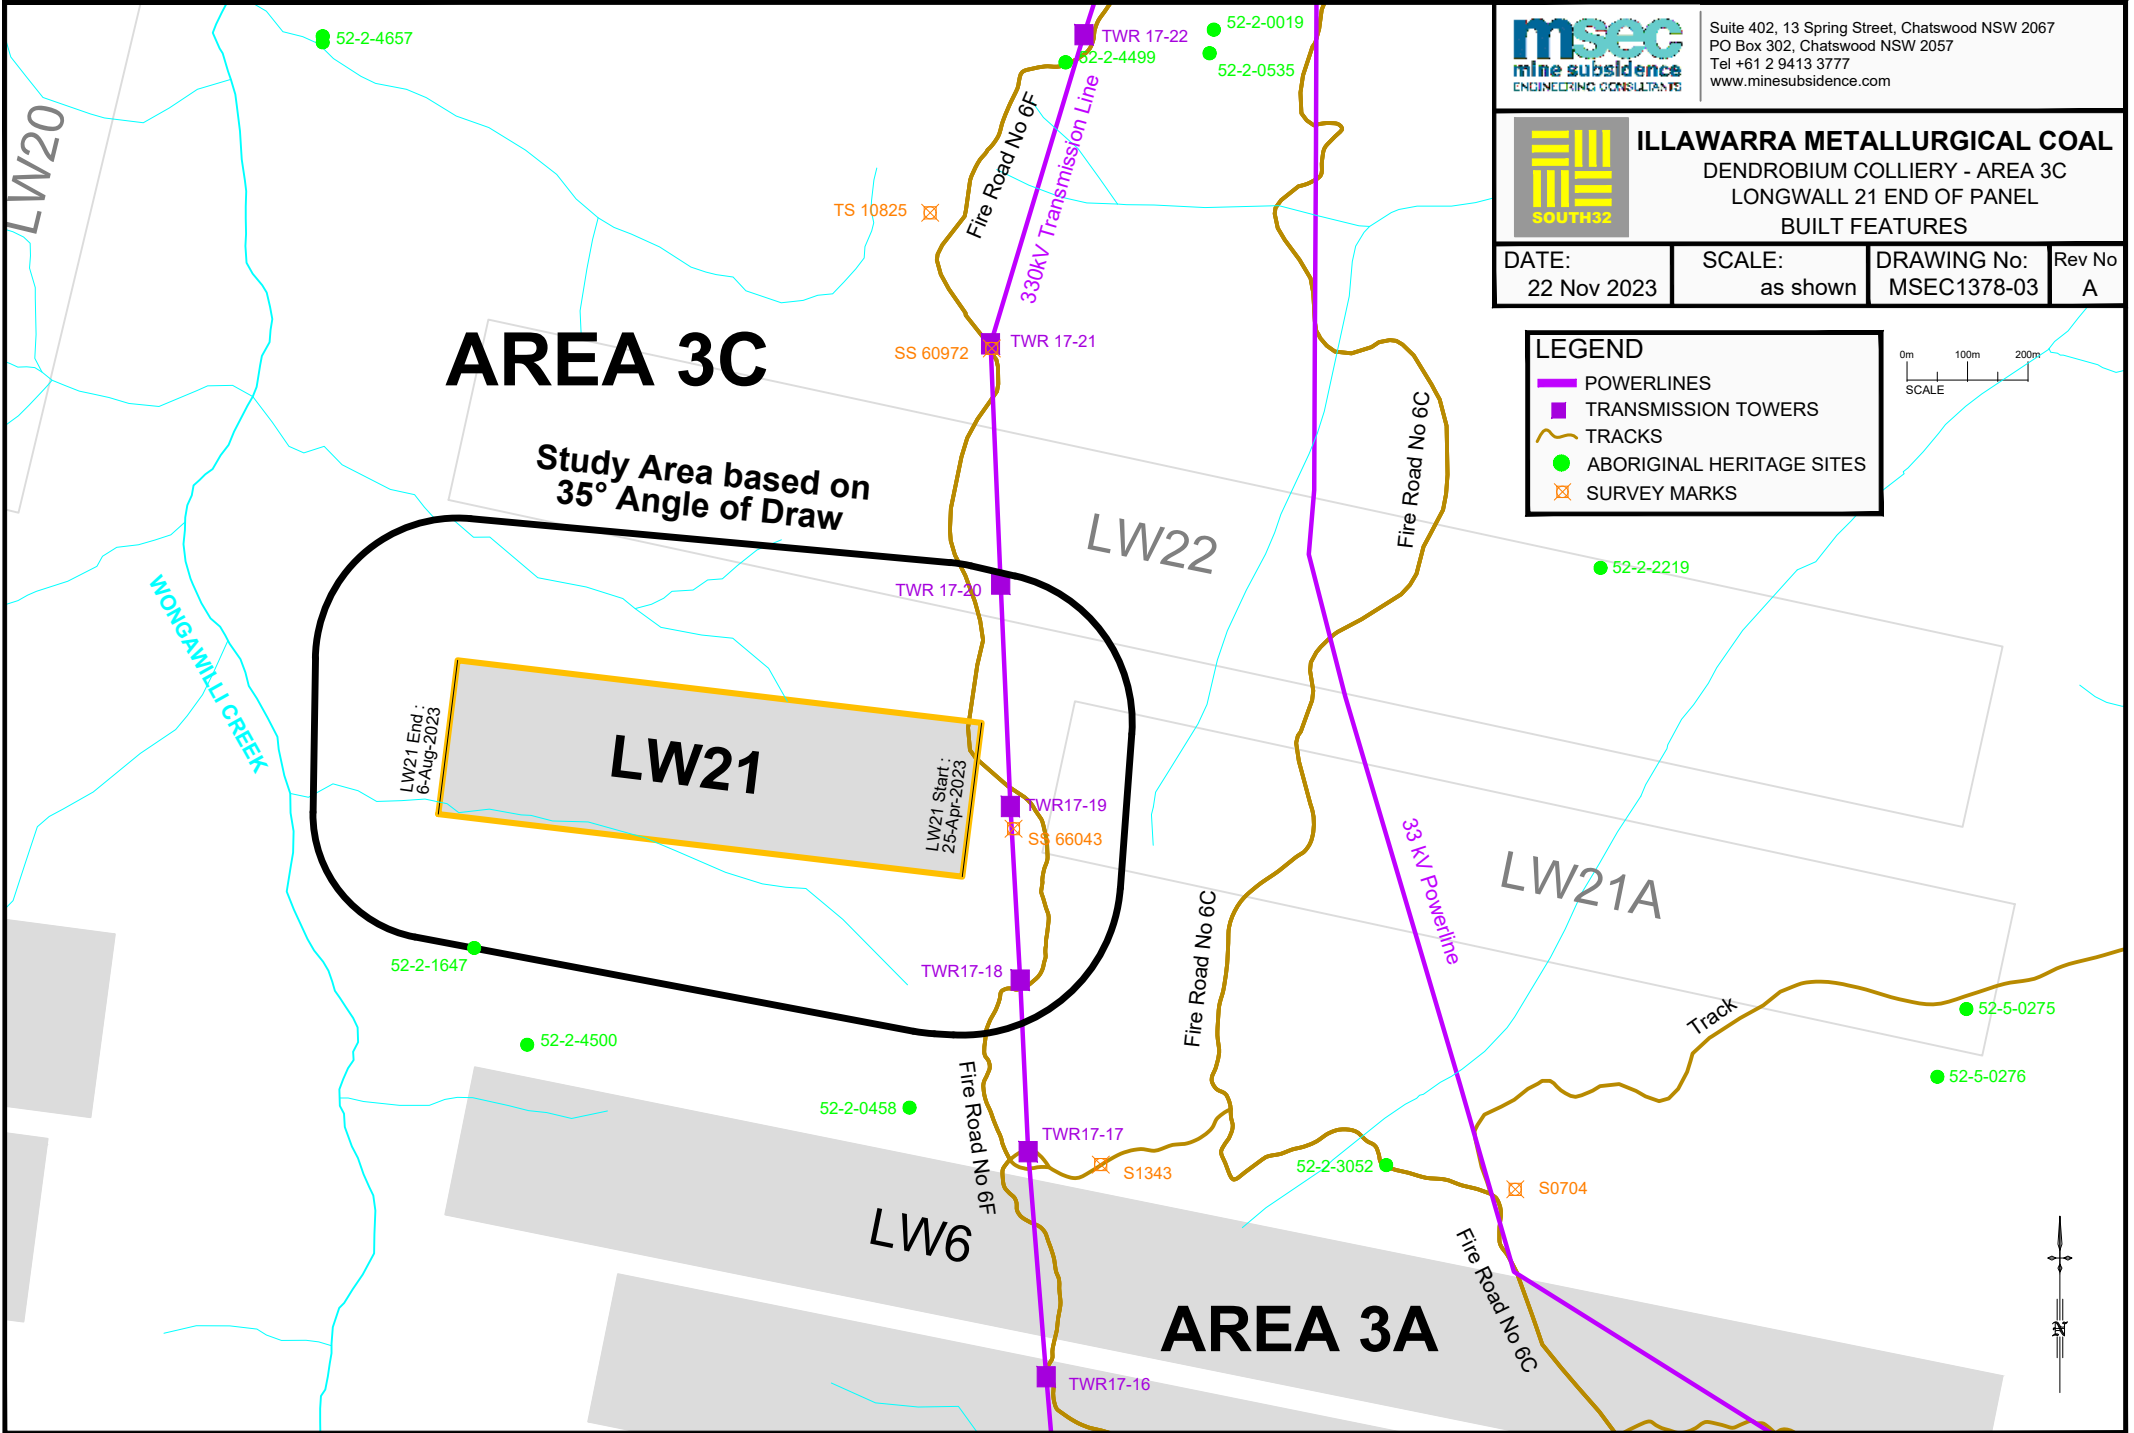 msec
mine subsidence
ENGINEERING CONSULTANTS
Suite 402, 13 Spring Street, Chatswood NSW 2067
PO Box 302, Chatswood NSW 2057
Tel +61 2 9413 3777
www.minesubsidence.com
SOUTH32
ILLAWARRA METALLURGICAL COAL
DENDROBIUM COLLIERY - AREA 3C
LONGWALL 21 END OF PANEL
BUILT FEATURES
DATE:
22 Nov 2023
SCALE:
as shown
DRAWING No:
MSEC1378-03
Rev No
A
LEGEND
POWERLINES
TRANSMISSION TOWERS
TRACKS
ABORIGINAL HERITAGE SITES
SURVEY MARKS
0m 100m 200m
SCALE
52-2-4657
TWR 17-22
52-2-4499
52-2-0019
52-2-0535
LW20
Fire Road No 6F
330kV Transmission Line
TS 10825
AREA 3C
SS 60972
TWR 17-21
Study Area based on
35° Angle of Draw
LW22
Fire Road No 6C
52-2-2219
TWR 17-20
WONGAWILLI CREEK
LW21 End :
6-Aug-2023
LW21
LW21 Start :
25-Apr-2023
TWR17-19
SS 66043
33 kV Powerline
LW21A
Fire Road No 6C
52-2-1647
TWR17-18
Track
52-5-0275
52-5-0276
52-2-4500
52-2-0458
Fire Road No 6F
TWR17-17
S1343
52-2-3052
S0704
LW6
Fire Road No 6C
AREA 3A
TWR17-16
N